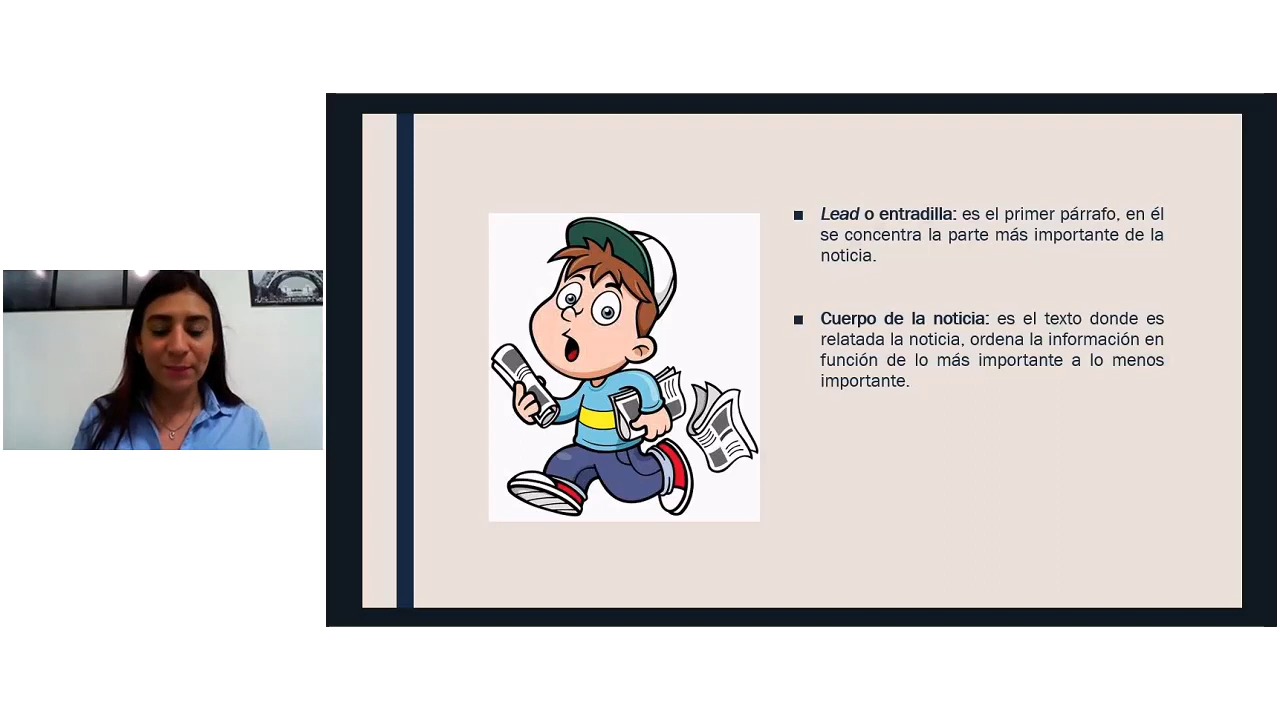 Lead o entradilla: es el primer párrafo, en él
se concentra la parte más importante de la
noticia.
Cuerpo de la noticia: es el texto donde es
relatada la noticia, ordena la información en
función de lo más importante a lo menos
importante.